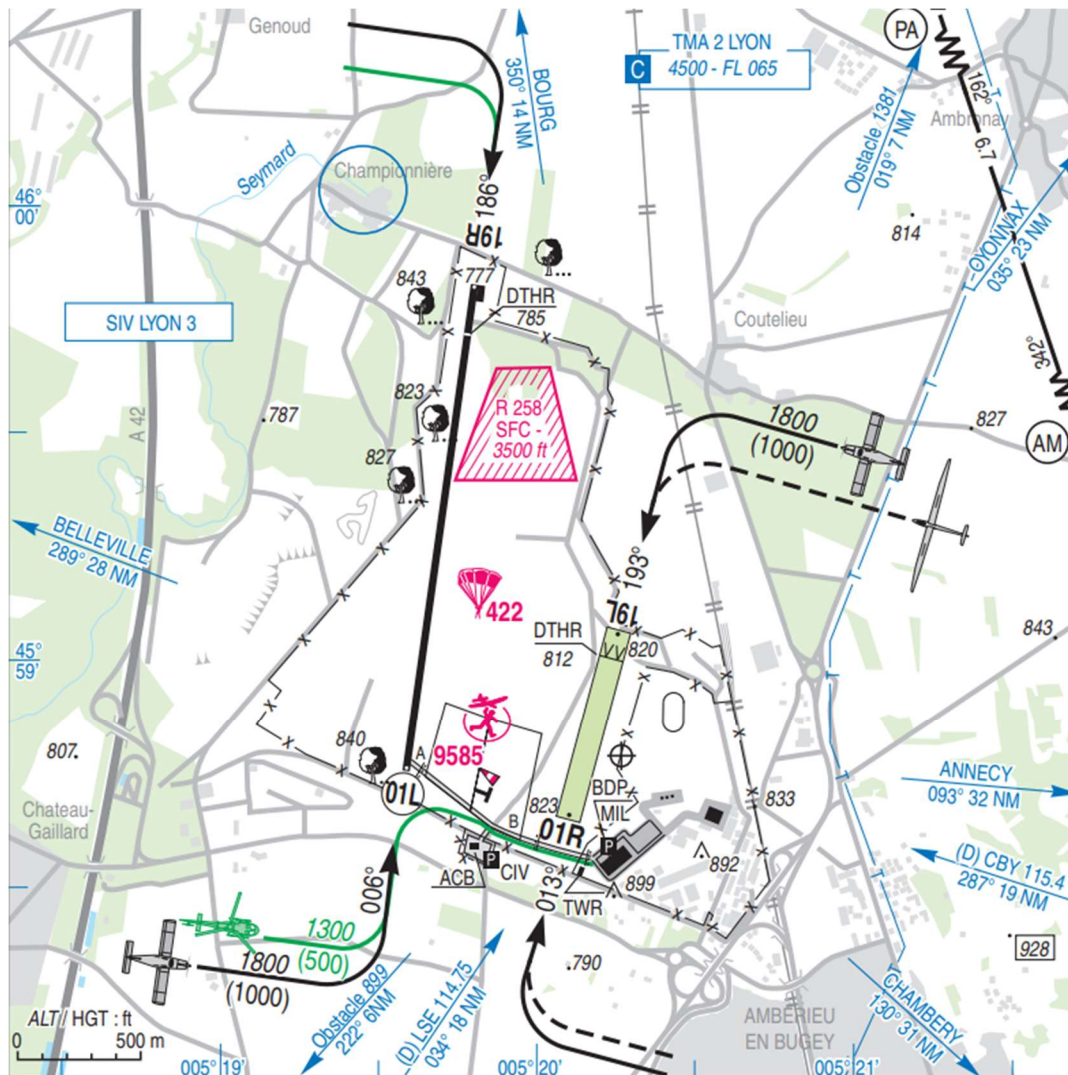 Genoud
BOURG
350° 14 NM
TMA 2 LYON
C
4500 - FL 065
PA
162°
6.7
342°
AM
Ambronay
Obstacle 1381
019° 7 NM
46°
00'
Seymard
Championnière
186°
19R
777
DTHR
785
843
814
OYONNAX
035° 23 NM
SIV LYON 3
Coutelieu
A 42
787
823
827
R 258
SFC -
3500 ft
1800
(1000)
827
BELLEVILLE
289° 28 NM
422
193°
19L
DTHR
812
820
843
45°
59'
807.
840
A
9585
T
01L
Chateau-
Gaillard
B
823
01R
BDP
MIL
P
ANNECY
093° 32 NM
833
892
899
(D) CBY 115.4
287° 19 NM
ACB
P
CIV
TWR
006°
013°
1300
(500)
1800
(1000)
790
928
Obstacle 899
222° 6NM
(D) LSE 114.75
034° 18 NM
AMBERIEU
EN BUGEY
CHAMBERY
130° 31 NM
ALT / HGT : ft
0 500 m
005° 19'
005° 20'
005° 21'